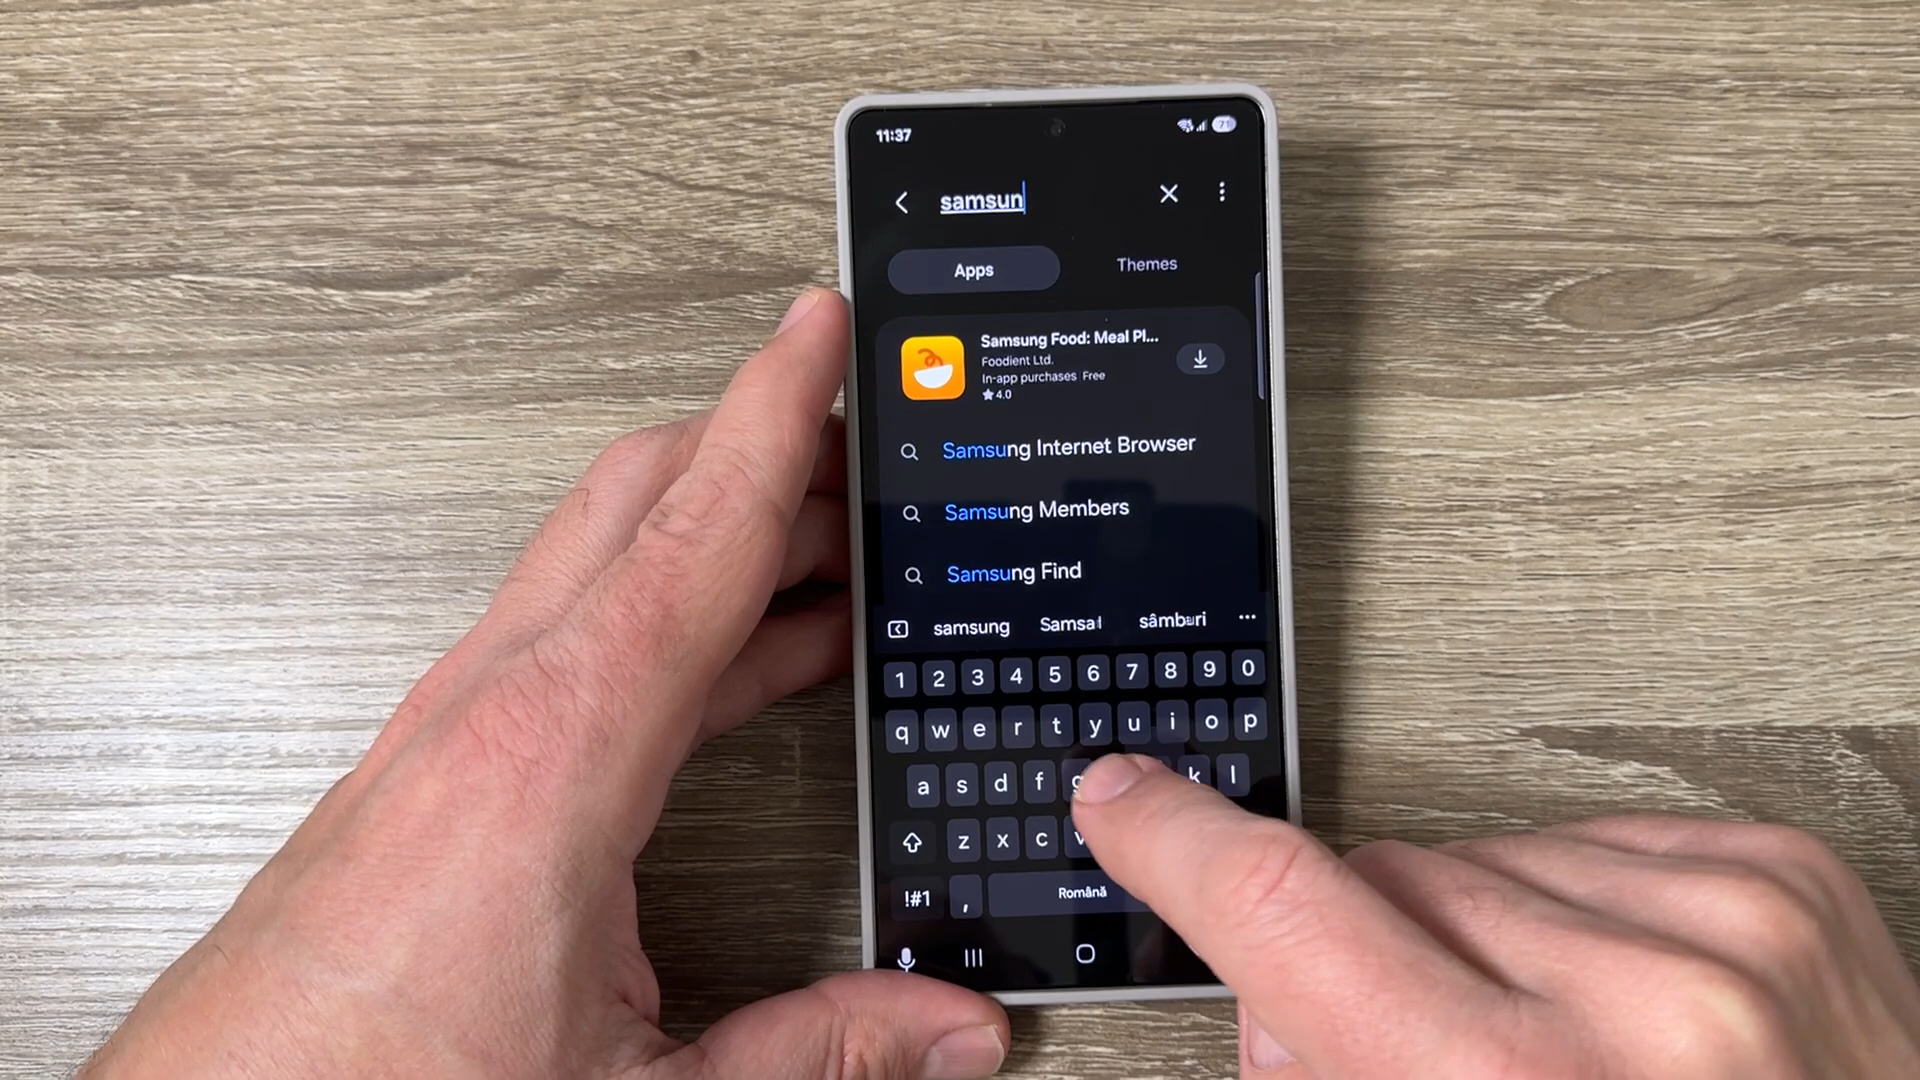 11:37
71
samsun
Apps
Themes
Samsung Food: Meal Pl...
Foodient Ltd.
In-app purchases Free
★4.0
Samsung Internet Browser
Samsung Members
Samsung Find
samsung
sâmburi
1 2 3 4 5 6 7 8 9 0
q w e r t y u i o p
a s d f g k l
z x c v
!#1 , Română